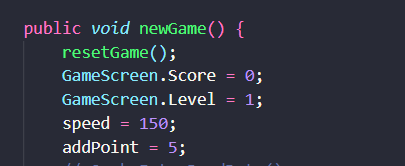 public void newGame() {
resetGame();
GameScreen.Score = 0;
GameScreen.Level = 1;
speed = 150;
addPoint = 5;